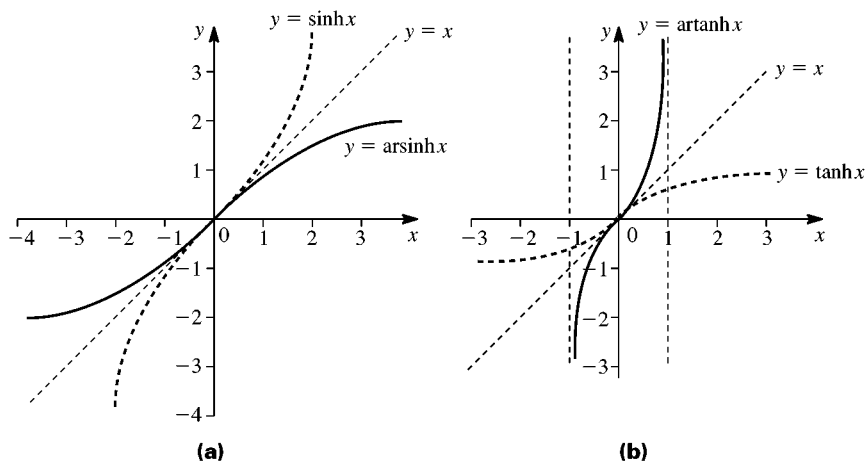 y = sinh x
y
y = x
3
2
1
y = arsinh x
−4 −3 −2 −1 0 1 2 3 4 x
−1
−2
−3
−4
(a)
y = artanh x
y
3
y = x
2
1
y = tanh x
−3 −2 −1 0 1 2 3 x
−1
−2
−3
(b)